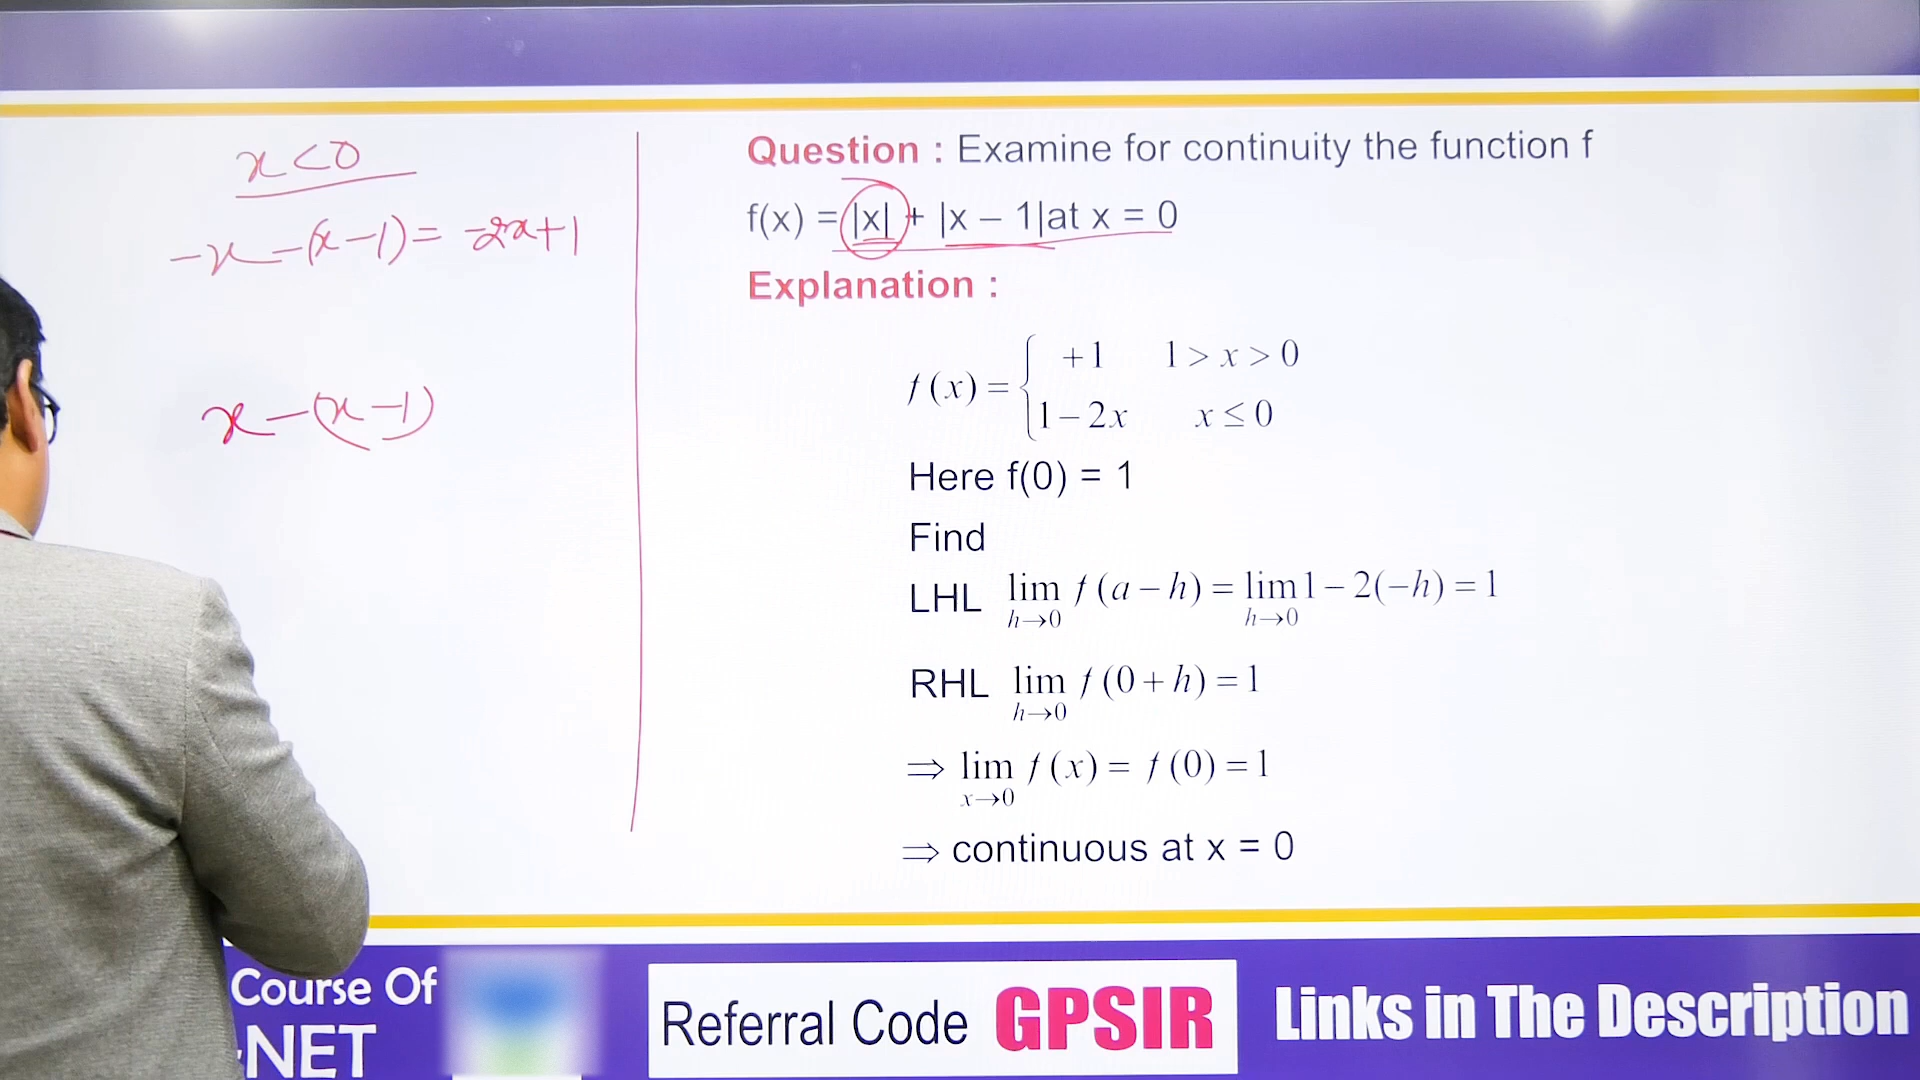 x<0
-x-(x-1)= -2x+1
x-(x-1)
Question : Examine for continuity the function f
f(x) = |x| + |x − 1|at x = 0
Explanation :
f(x) = { +1 1 > x > 0
1 − 2x x ≤ 0
Here f(0) = 1
Find
LHL lim h→0 f(a − h) = lim h→0 1 − 2(−h) = 1
RHL lim h→0 f(0 + h) = 1
⇒ lim x→0 f(x) = f(0) = 1
⇒ continuous at x = 0
Course Of
NET
Referral Code GPSIR
Links in The Description